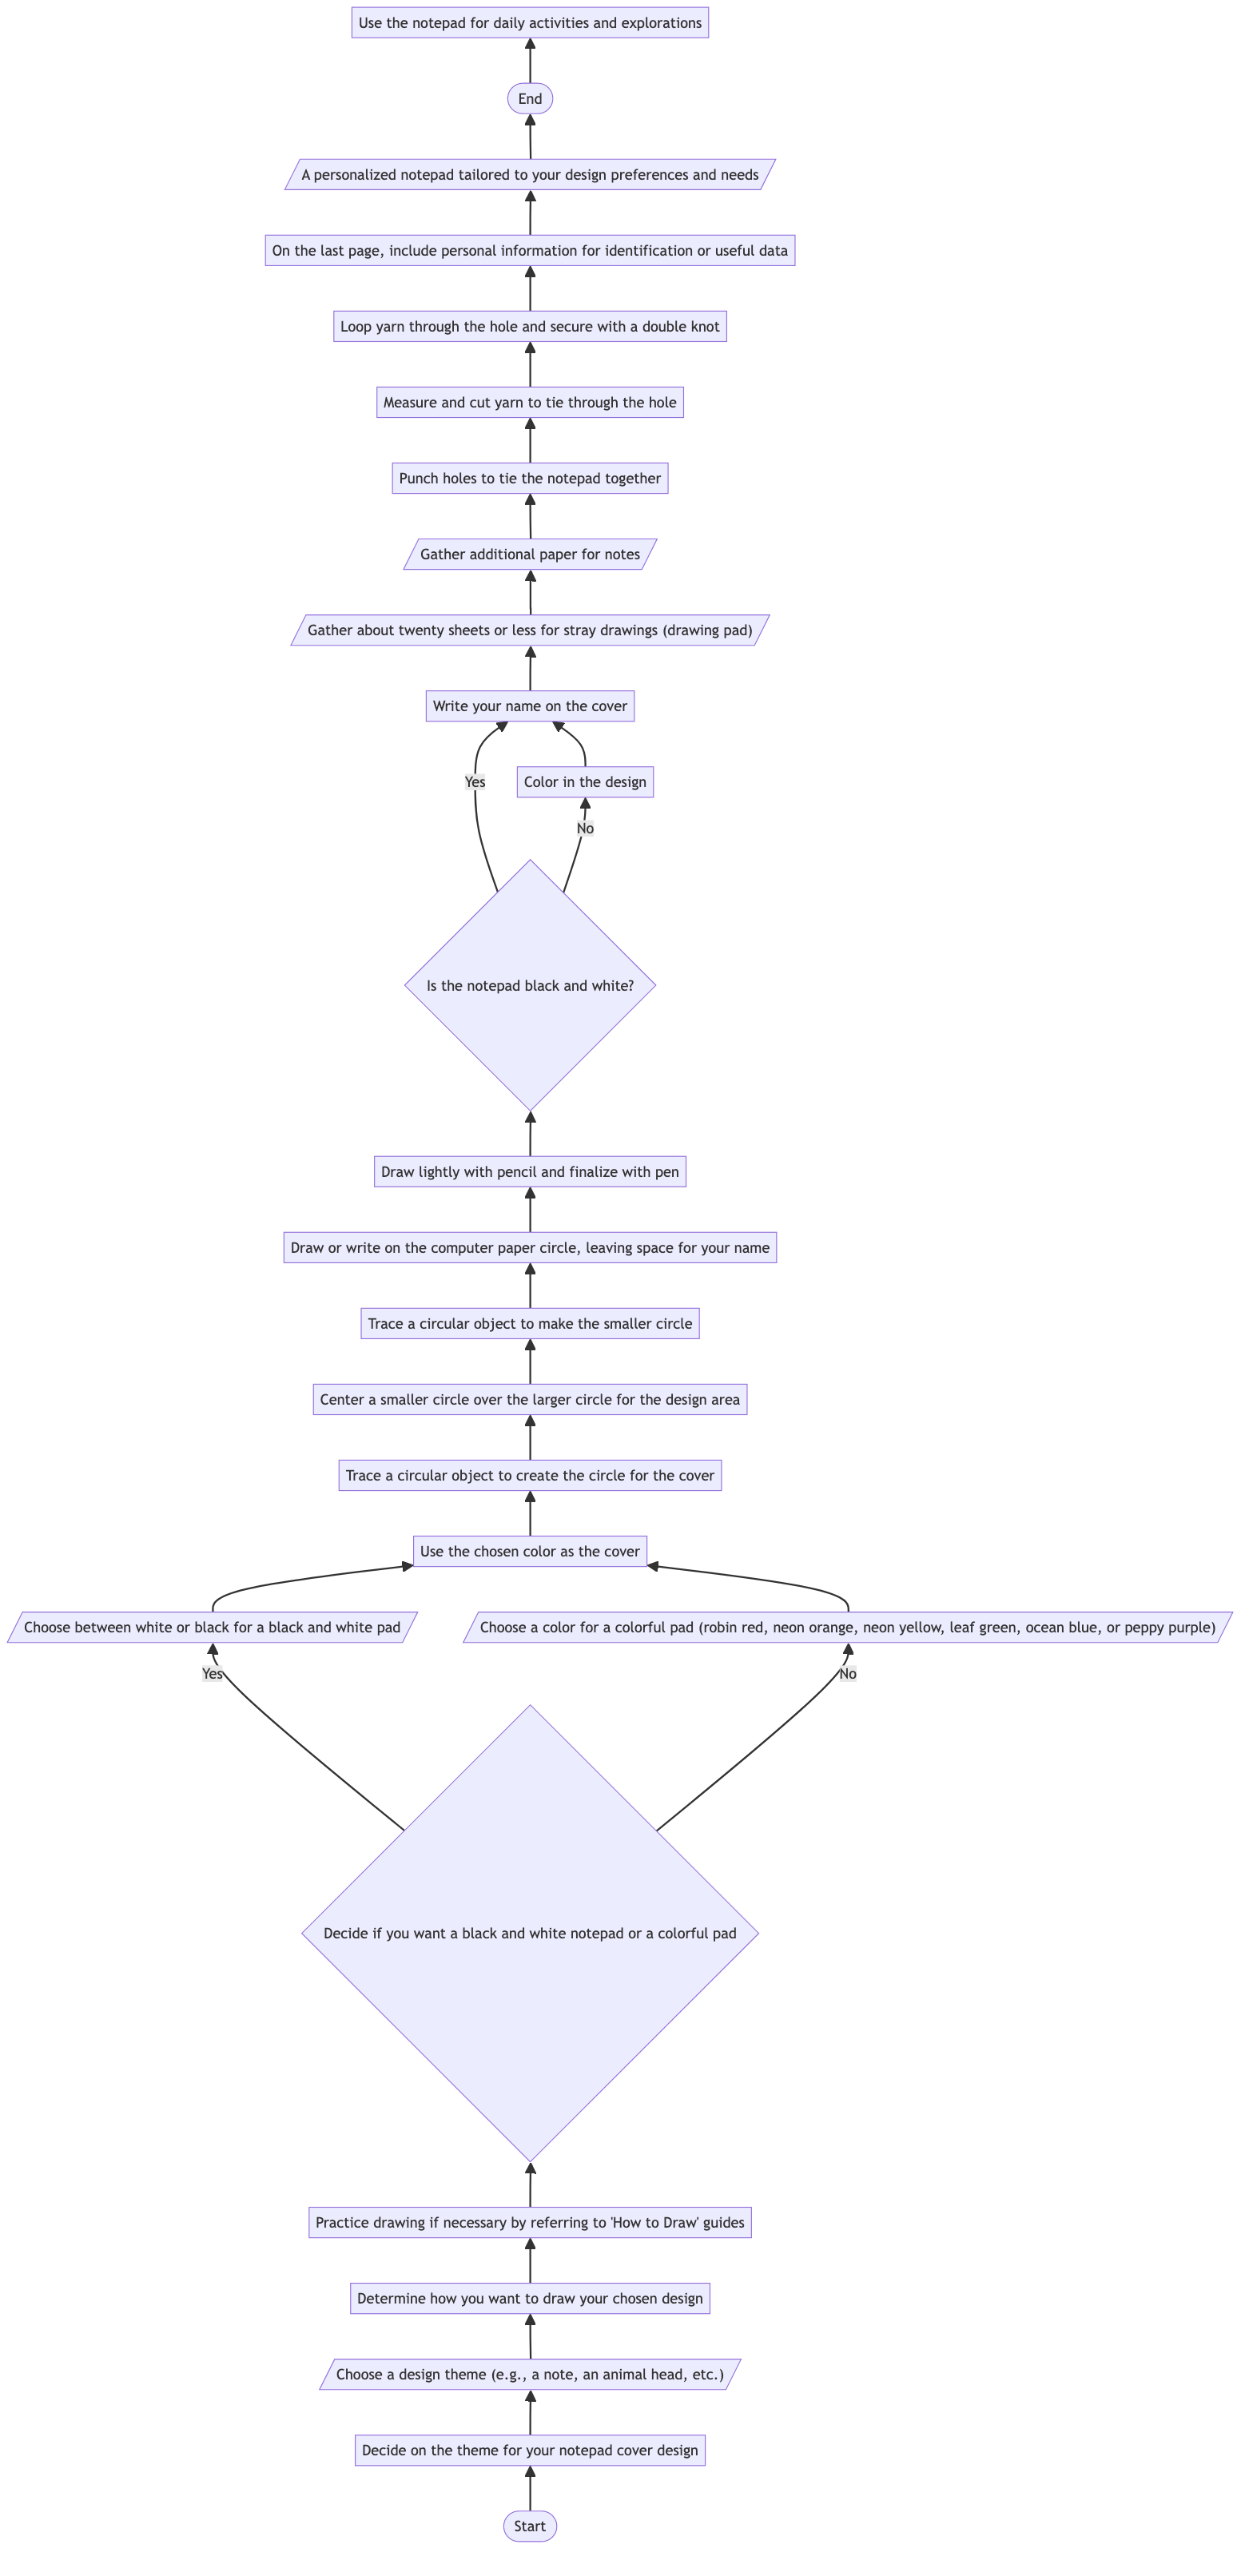 Use the notepad for daily activities and explorations
End
A personalized notepad tailored to your design preferences and needs
On the last page, include personal information for identification or useful data
Loop yarn through the hole and secure with a double knot
Measure and cut yarn to tie through the hole
Punch holes to tie the notepad together
Gather additional paper for notes
Gather about twenty sheets or less for stray drawings (drawing pad)
Write your name on the cover
Yes
Color in the design
No
Is the notepad black and white?
Draw lightly with pencil and finalize with pen
Draw or write on the computer paper circle, leaving space for your name
Trace a circular object to make the smaller circle
Center a smaller circle over the larger circle for the design area
Trace a circular object to create the circle for the cover
Use the chosen color as the cover
Choose between white or black for a black and white pad
Choose a color for a colorful pad (robin red, neon orange, neon yellow, leaf green, ocean blue, or peppy purple)
Yes
No
Decide if you want a black and white notepad or a colorful pad
Practice drawing if necessary by referring to 'How to Draw' guides
Determine how you want to draw your chosen design
Choose a design theme (e.g., a note, an animal head, etc.)
Decide on the theme for your notepad cover design
Start